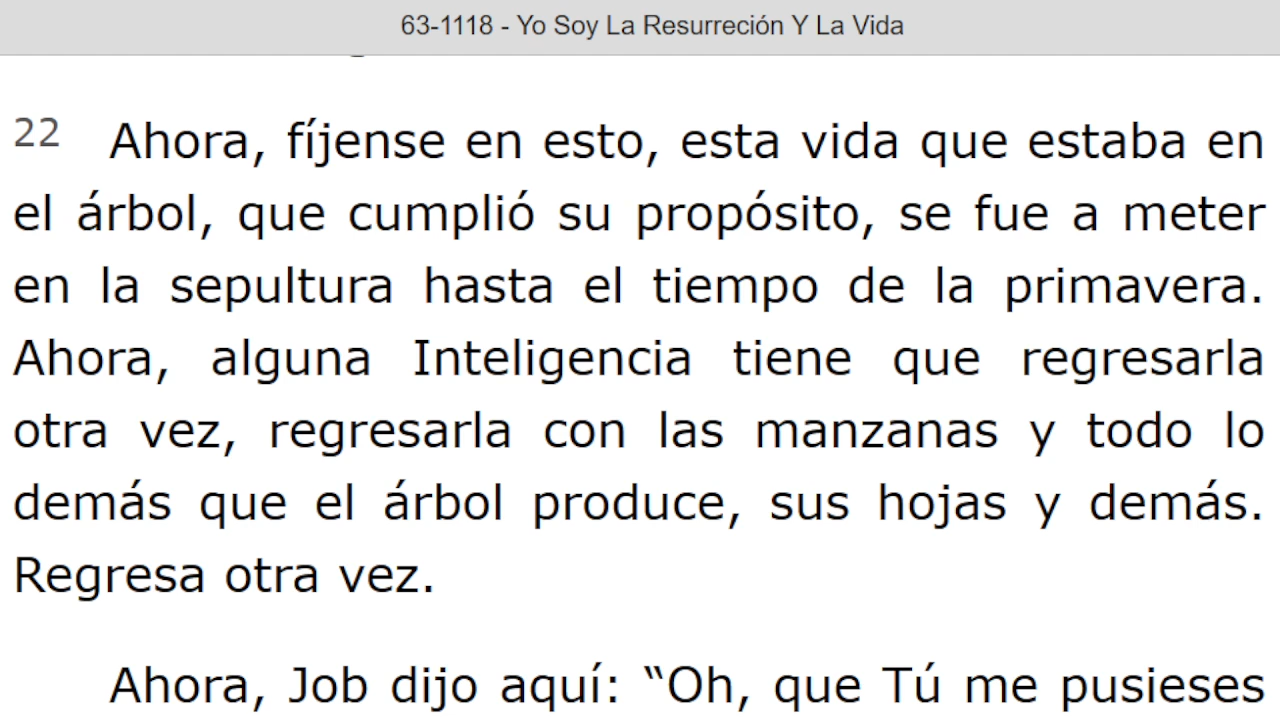 63-1118 - Yo Soy La Resurreción Y La Vida
22 Ahora, fíjense en esto, esta vida que estaba en
el árbol, que cumplió su propósito, se fue a meter
en la sepultura hasta el tiempo de la primavera.
Ahora, alguna Inteligencia tiene que regresarla
otra vez, regresarla con las manzanas y todo lo
demás que el árbol produce, sus hojas y demás.
Regresa otra vez.
Ahora, Job dijo aquí: “Oh, que Tú me pusieses